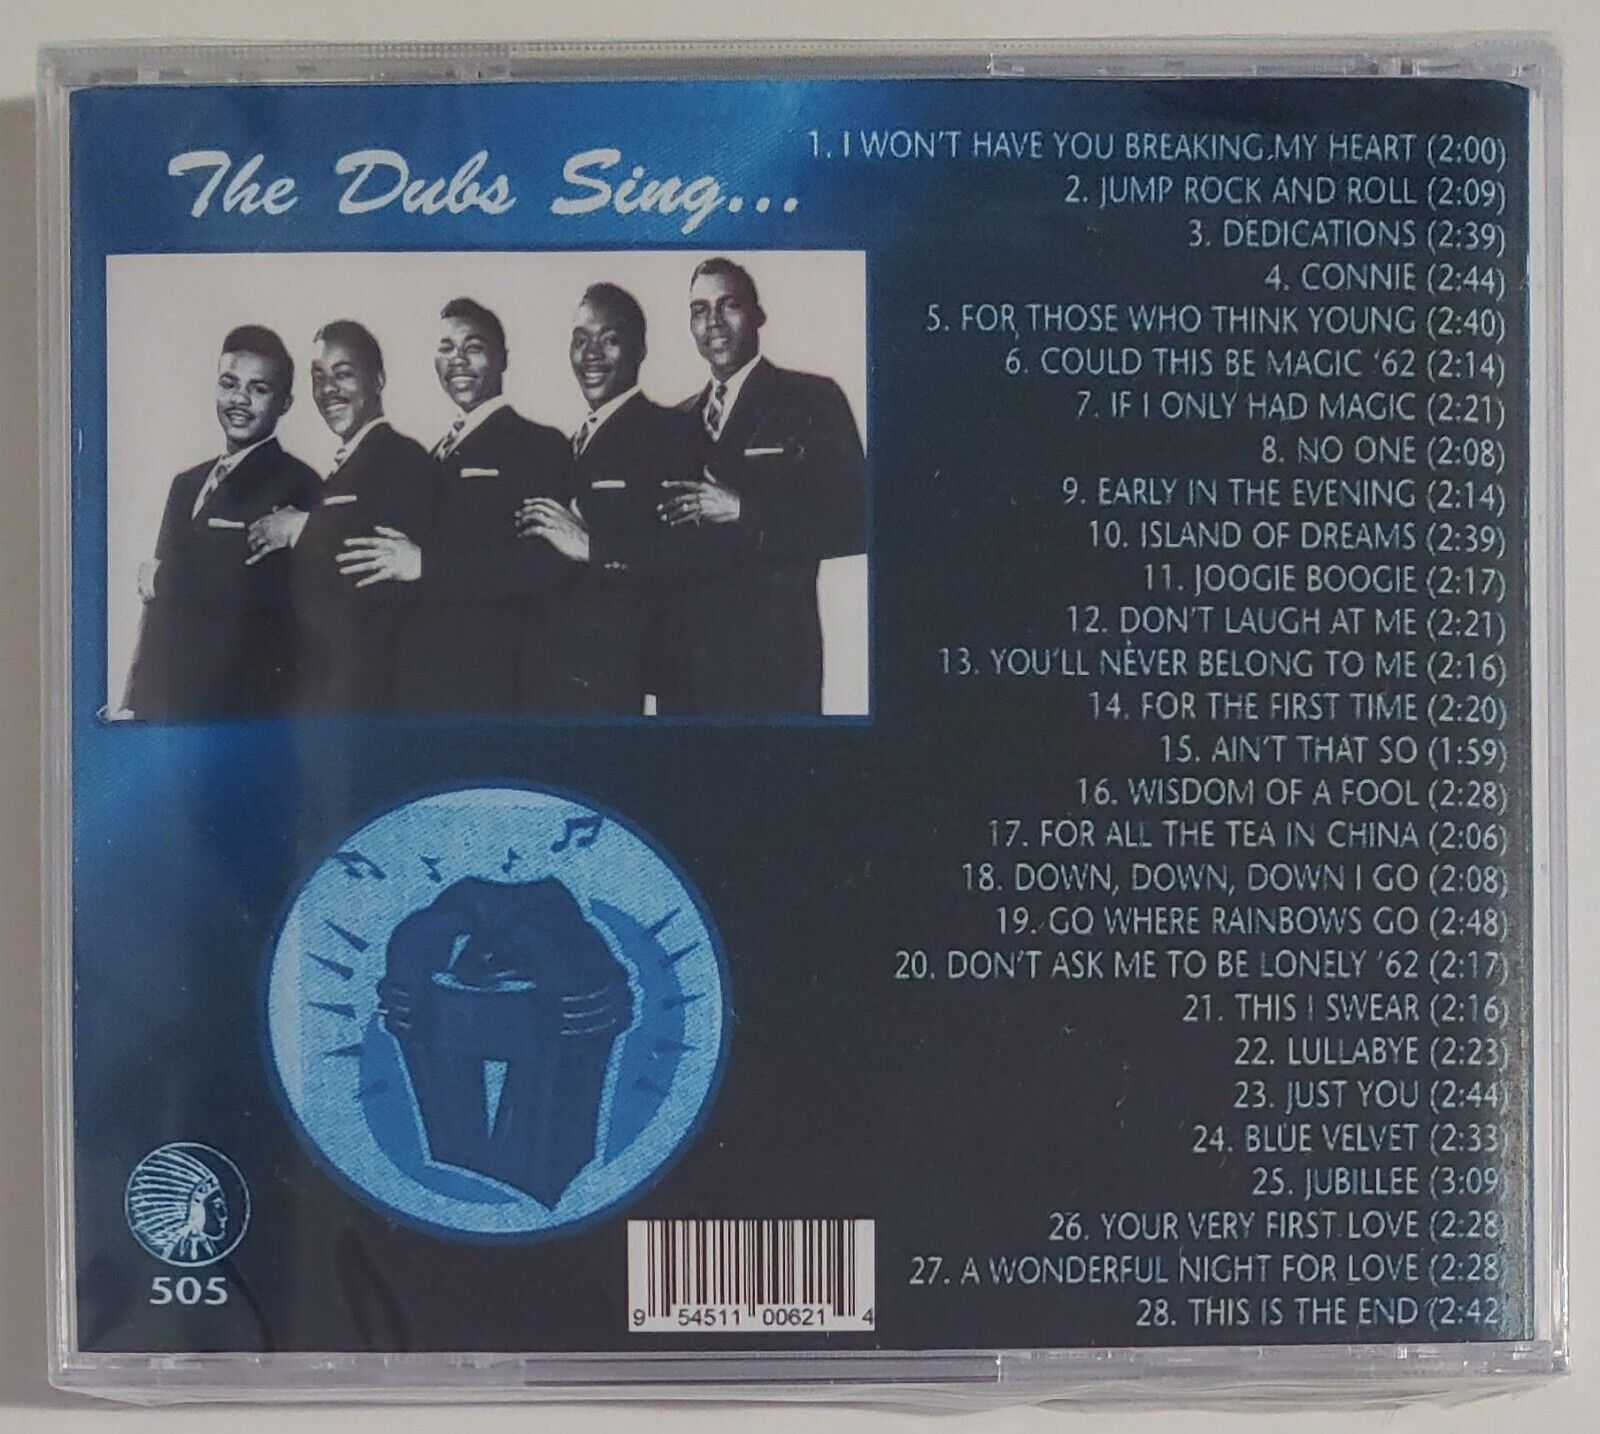 The Dubs Sing...
1. I WON'T HAVE YOU BREAKING MY HEART (2:00)
2. JUMP ROCK AND ROLL (2:09)
3. DEDICATIONS (2:39)
4. CONNIE (2:44)
5. FOR THOSE WHO THINK YOUNG (2:40)
6. COULD THIS BE MAGIC '62 (2:14)
7. IF I ONLY HAD MAGIC (2:21)
8. NO ONE (2:08)
9. EARLY IN THE EVENING (2:14)
10. ISLAND OF DREAMS (2:39)
11. JOOGIE BOOGIE (2:17)
12. DON'T LAUGH AT ME (2:21)
13. YOU'LL NEVER BELONG TO ME (2:16)
14. FOR THE FIRST TIME (2:20)
15. AIN'T THAT SO (1:59)
16. WISDOM OF A FOOL (2:28)
17. FOR ALL THE TEA IN CHINA (2:06)
18. DOWN, DOWN, DOWN I GO (2:08)
19. GO WHERE RAINBOWS GO (2:48)
20. DON'T ASK ME TO BE LONELY '62 (2:17)
21. THIS I SWEAR (2:16)
22. LULLABYE (2:23)
23. JUST YOU (2:44)
24. BLUE VELVET (2:33)
25. JUBILLEE (3:09)
26. YOUR VERY FIRST LOVE (2:28)
27. A WONDERFUL NIGHT FOR LOVE (2:28)
28. THIS IS THE END (2:42)
505
9 54511 00621 4